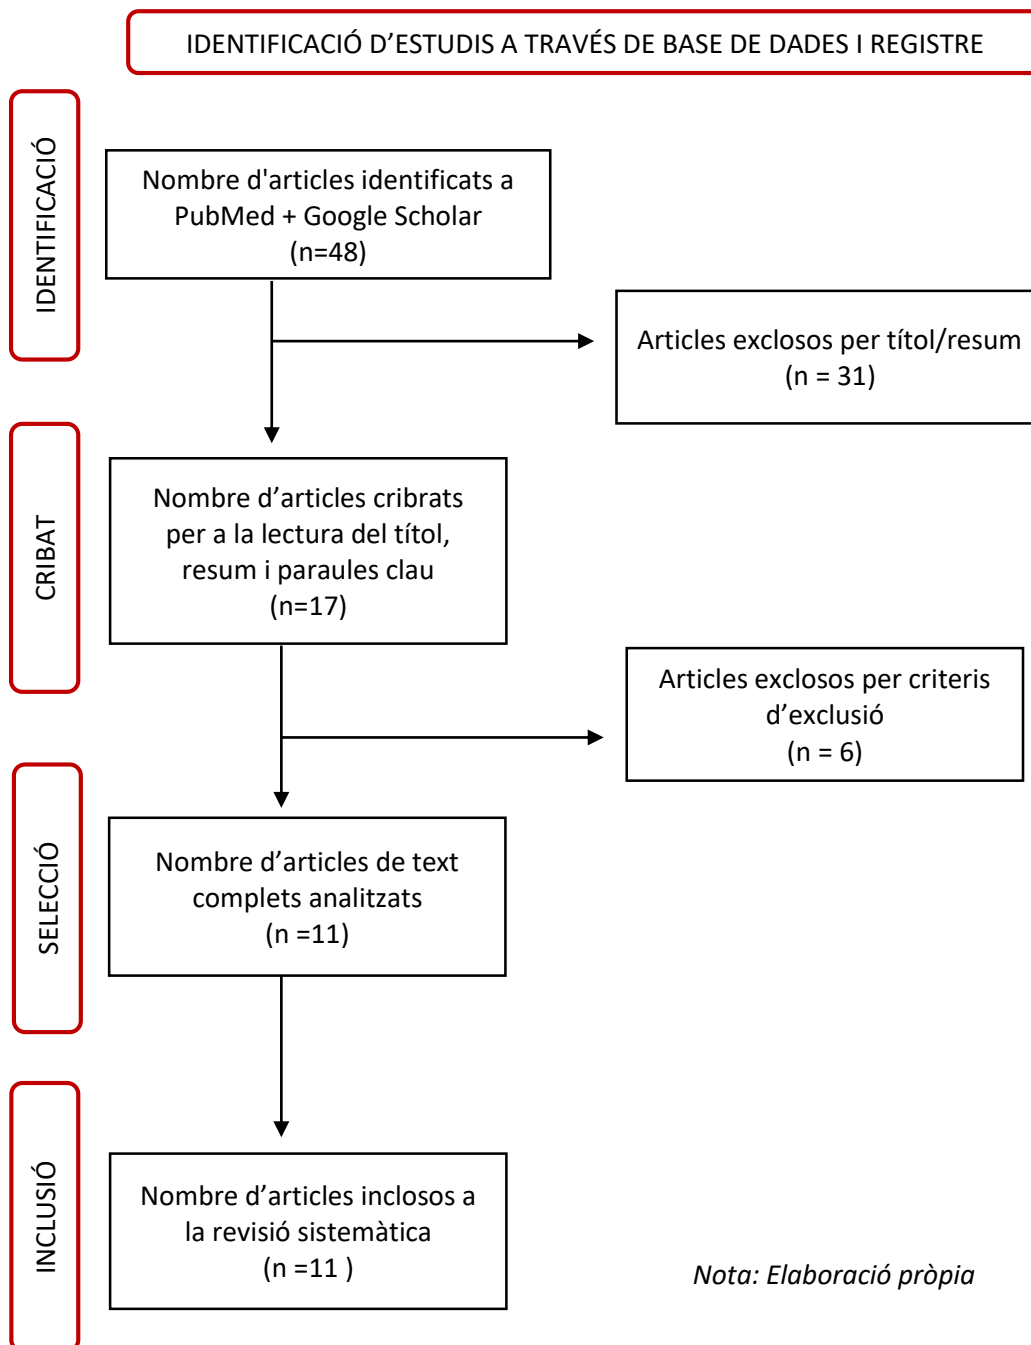 IDENTIFICACIÓ D’ESTUDIS A TRAVÉS DE BASE DE DADES I REGISTRE
IDENTIFICACIÓ
Nombre d'articles identificats a
PubMed + Google Scholar
(n=48)
Articles exclosos per títol/resum
(n = 31)
CRIBAT
Nombre d’articles cribrats
per a la lectura del títol,
resum i paraules clau
(n=17)
Articles exclosos per criteris
d’exclusió
(n = 6)
SELECCIÓ
Nombre d’articles de text
complets analitzats
(n =11)
INCLUSIÓ
Nombre d’articles inclosos a
la revisió sistemàtica
(n =11 )
Nota: Elaboració pròpia